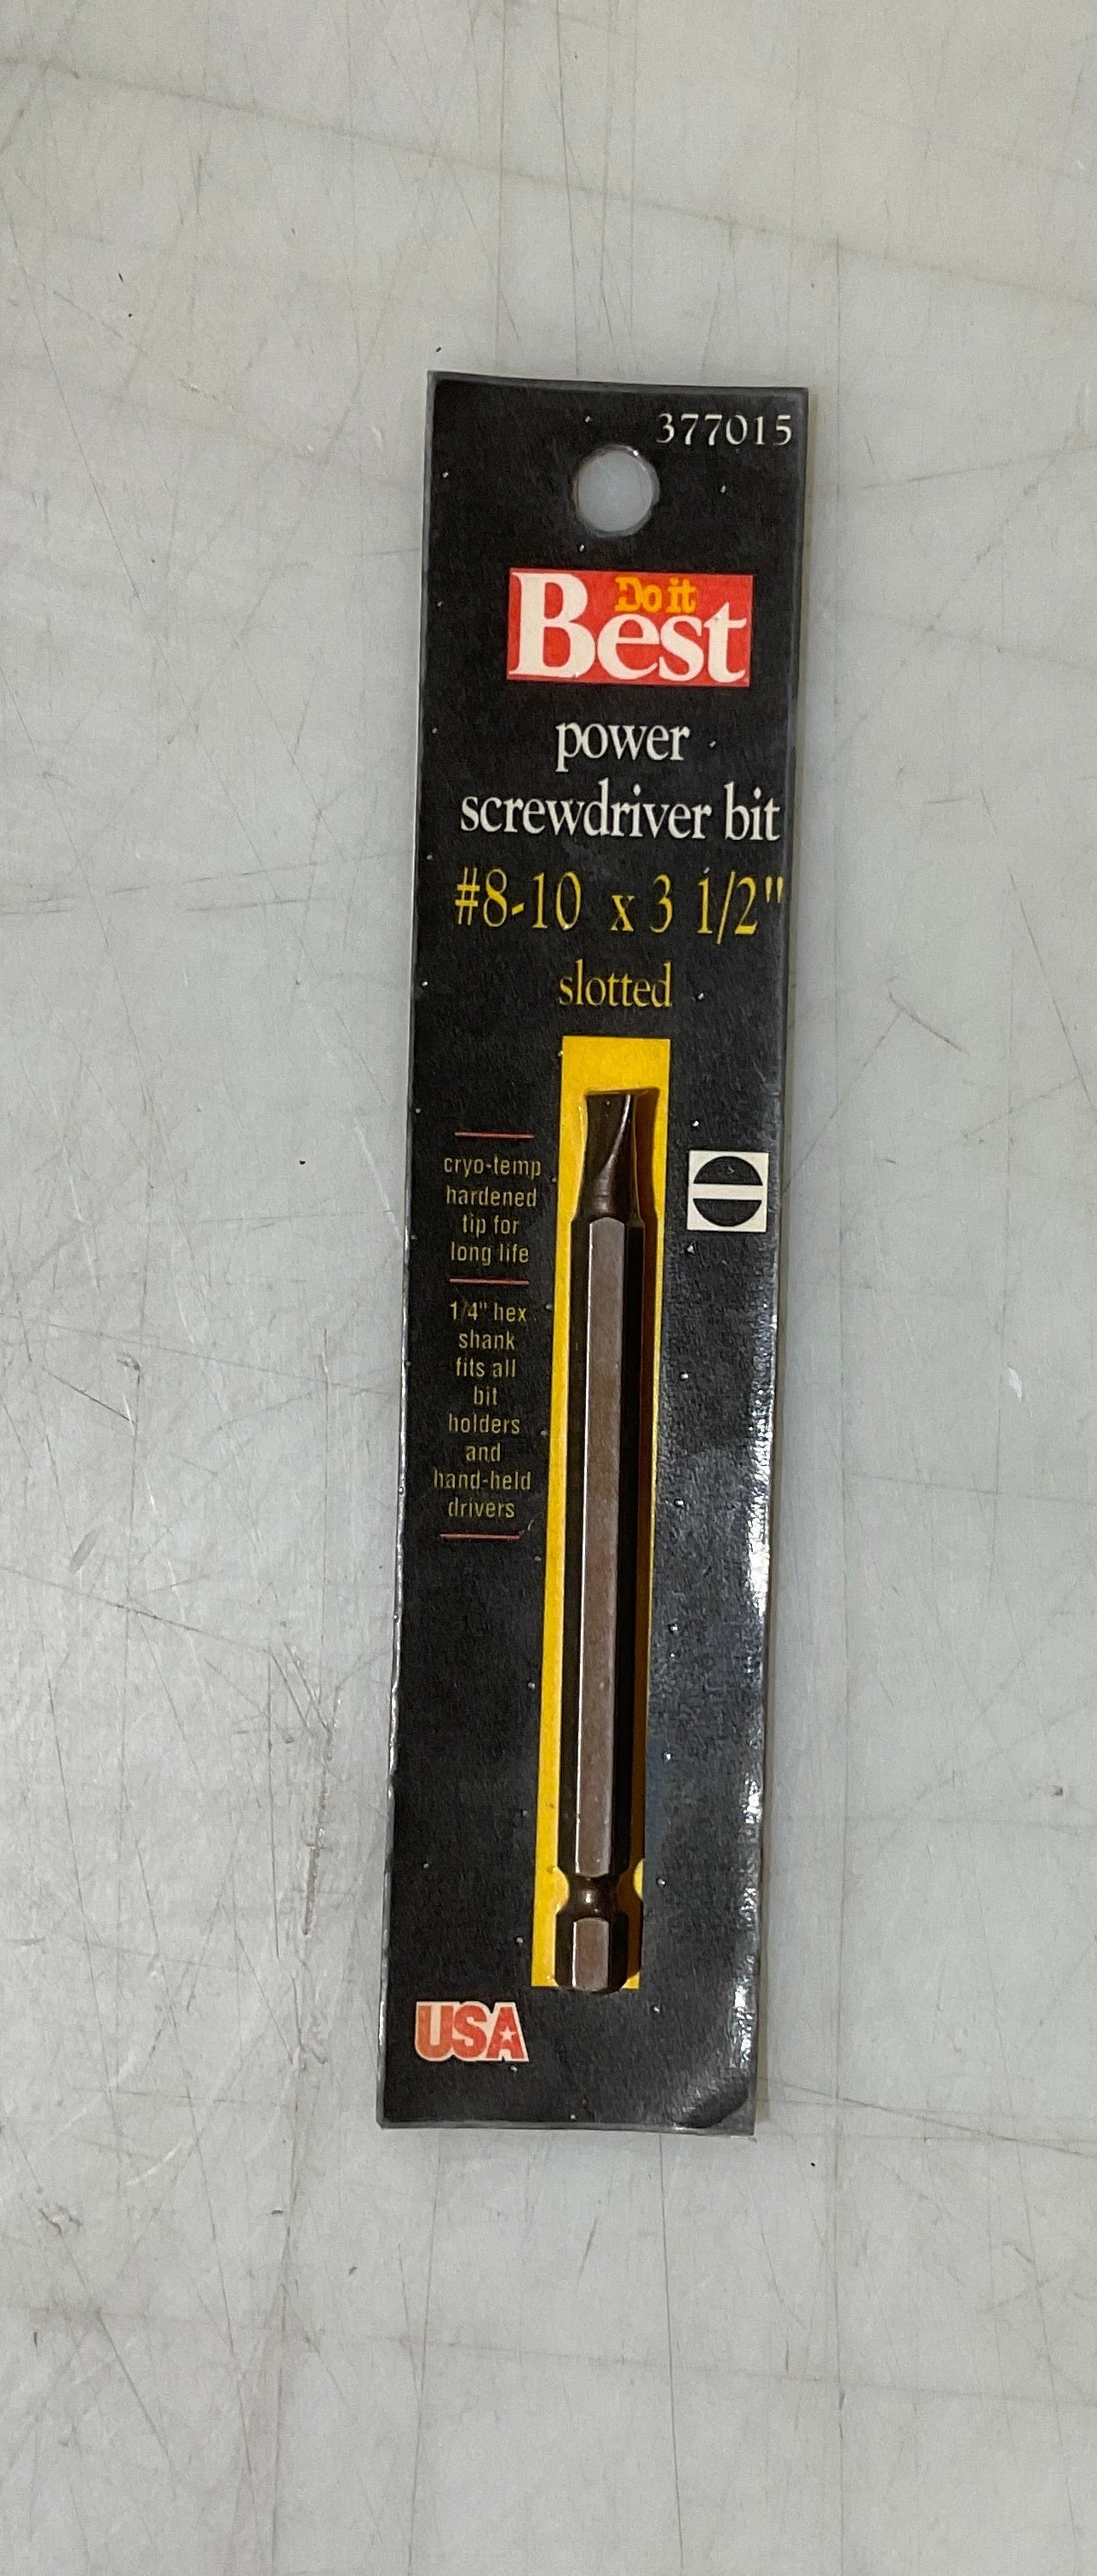 377015
Do it
Best
power
screwdriver bit
#8-10 x 3 1/2"
slotted
cryo-temp
hardened
tip for
long life
1/4" hex
shank
fits all
bit
holders
and
hand-held
drivers
USA